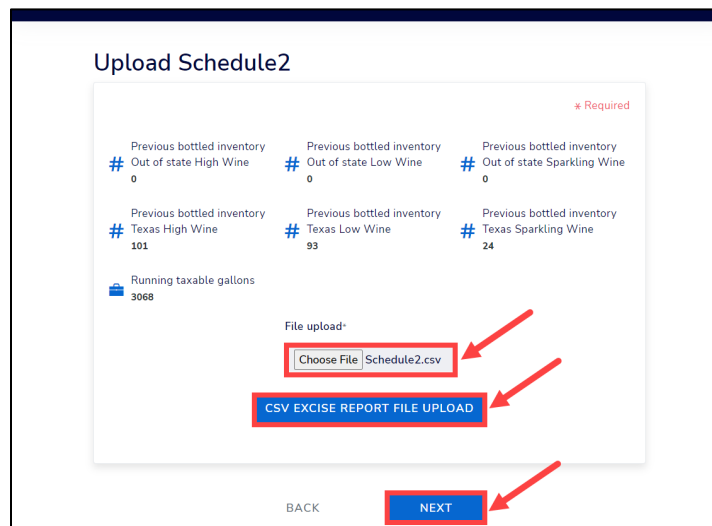 Upload Schedule2
* Required
Previous bottled inventory
Out of state High Wine
0
Previous bottled inventory
Out of state Low Wine
0
Previous bottled inventory
Out of state Sparkling Wine
0
Previous bottled inventory
Texas High Wine
101
Previous bottled inventory
Texas Low Wine
93
Previous bottled inventory
Texas Sparkling Wine
24
Running taxable gallons
3068
File upload*
Choose File Schedule2.csv
CSV EXCISE REPORT FILE UPLOAD
BACK
NEXT